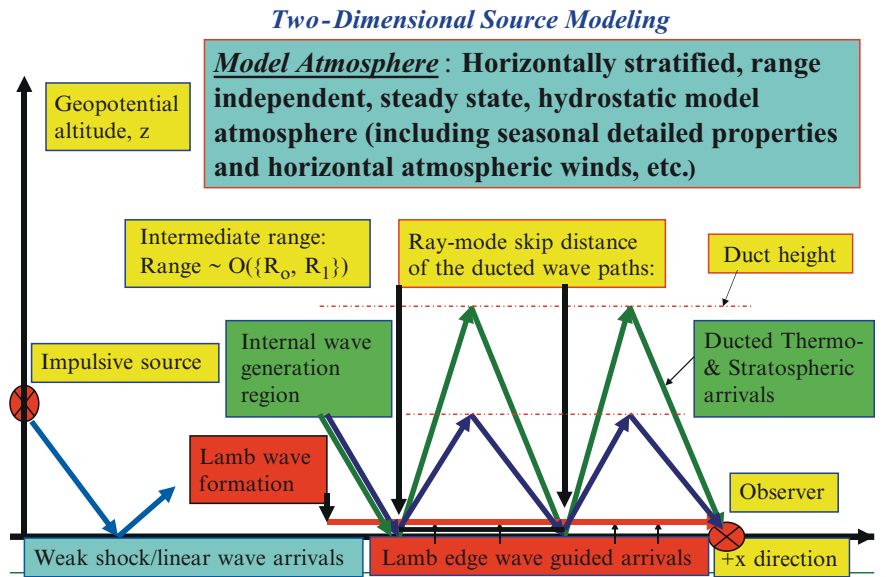 Two-Dimensional Source Modeling
Model Atmosphere : Horizontally stratified, range
independent, steady state, hydrostatic model
atmosphere (including seasonal detailed properties
and horizontal atmospheric winds, etc.)
Geopotential
altitude, z
Intermediate range:
Range ~ O({Ro, R1})
Ray-mode skip distance
of the ducted wave paths:
Duct height
Impulsive source
Internal wave
generation
region
Ducted Thermo-
& Stratospheric
arrivals
Lamb wave
formation
Observer
Weak shock/linear wave arrivals
Lamb edge wave guided arrivals
+x direction